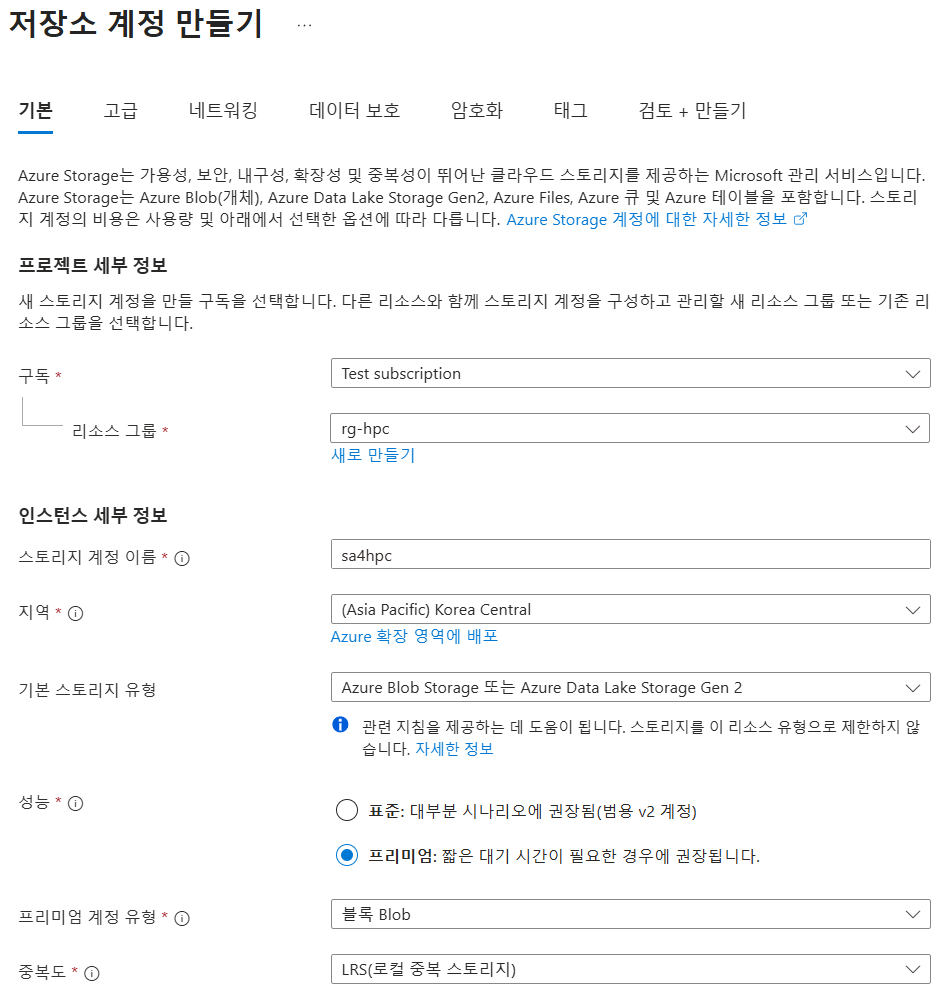 저장소 계정 만들기 ...
기본 고급 네트워킹 데이터 보호 암호화 태그 검토 + 만들기
Azure Storage는 가용성, 보안, 내구성, 확장성 및 중복성이 뛰어난 클라우드 스토리지를 제공하는 Microsoft 관리 서비스입니다.
Azure Storage는 Azure Blob(개체), Azure Data Lake Storage Gen2, Azure Files, Azure 큐 및 Azure 테이블을 포함합니다. 스토리
지 계정의 비용은 사용량 및 아래에서 선택한 옵션에 따라 다릅니다. Azure Storage 계정에 대한 자세한 정보
프로젝트 세부 정보
새 스토리지 계정을 만들 구독을 선택합니다. 다른 리소스와 함께 스토리지 계정을 구성하고 관리할 새 리소스 그룹 또는 기존 리
소스 그룹을 선택합니다.
구독 * Test subscription
리소스 그룹 * rg-hpc
새로 만들기
인스턴스 세부 정보
스토리지 계정 이름 * sa4hpc
지역 * (Asia Pacific) Korea Central
Azure 확장 영역에 배포
기본 스토리지 유형 Azure Blob Storage 또는 Azure Data Lake Storage Gen 2
관련 지침을 제공하는 데 도움이 됩니다. 스토리지를 이 리소스 유형으로 제한하지 않
습니다. 자세한 정보
성능 * 표준: 대부분 시나리오에 권장됨(범용 v2 계정)
프리미엄: 짧은 대기 시간이 필요한 경우에 권장됩니다.
프리미엄 계정 유형 * 블록 Blob
중복도 * LRS(로컬 중복 스토리지)